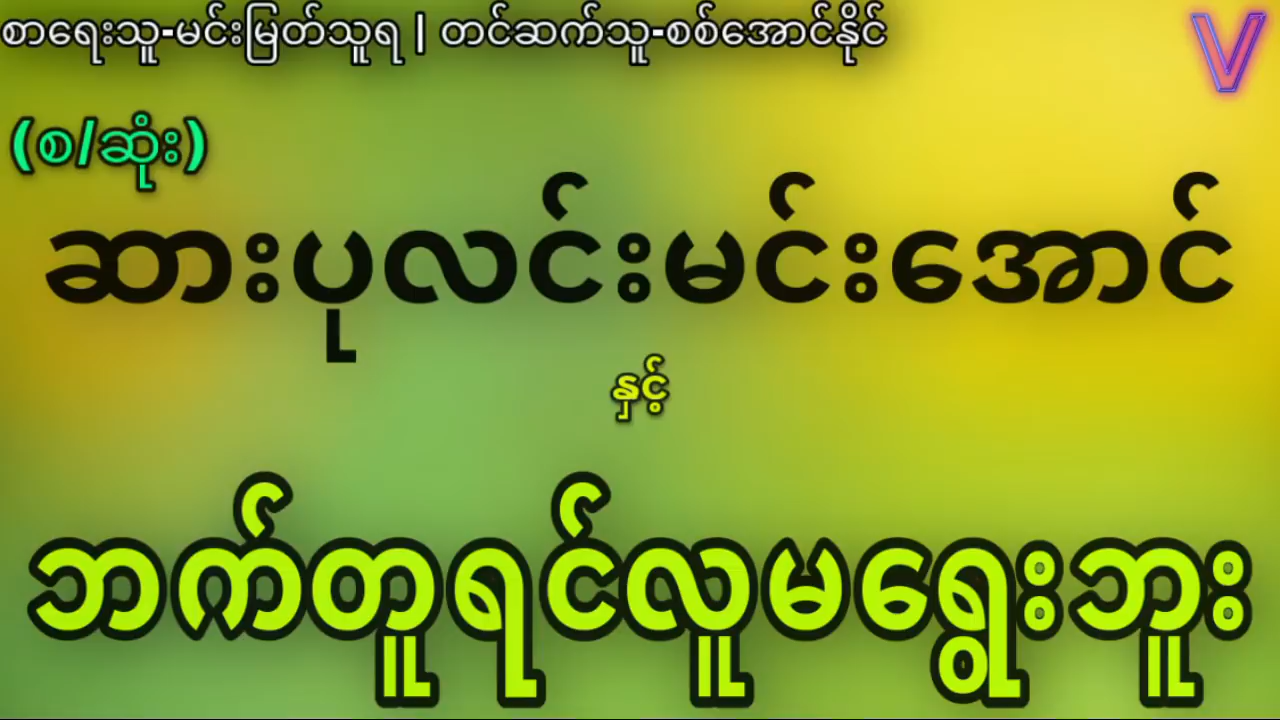 စာရေးသူ-မင်းမြတ်သူရ | တင်ဆက်သူ-စစ်အောင်နိုင်
V
(စ/ဆုံး)
ဆားပုလင်းမင်းအောင်
နှင့်
ဘက်တူရင်လူမရွေးဘူး